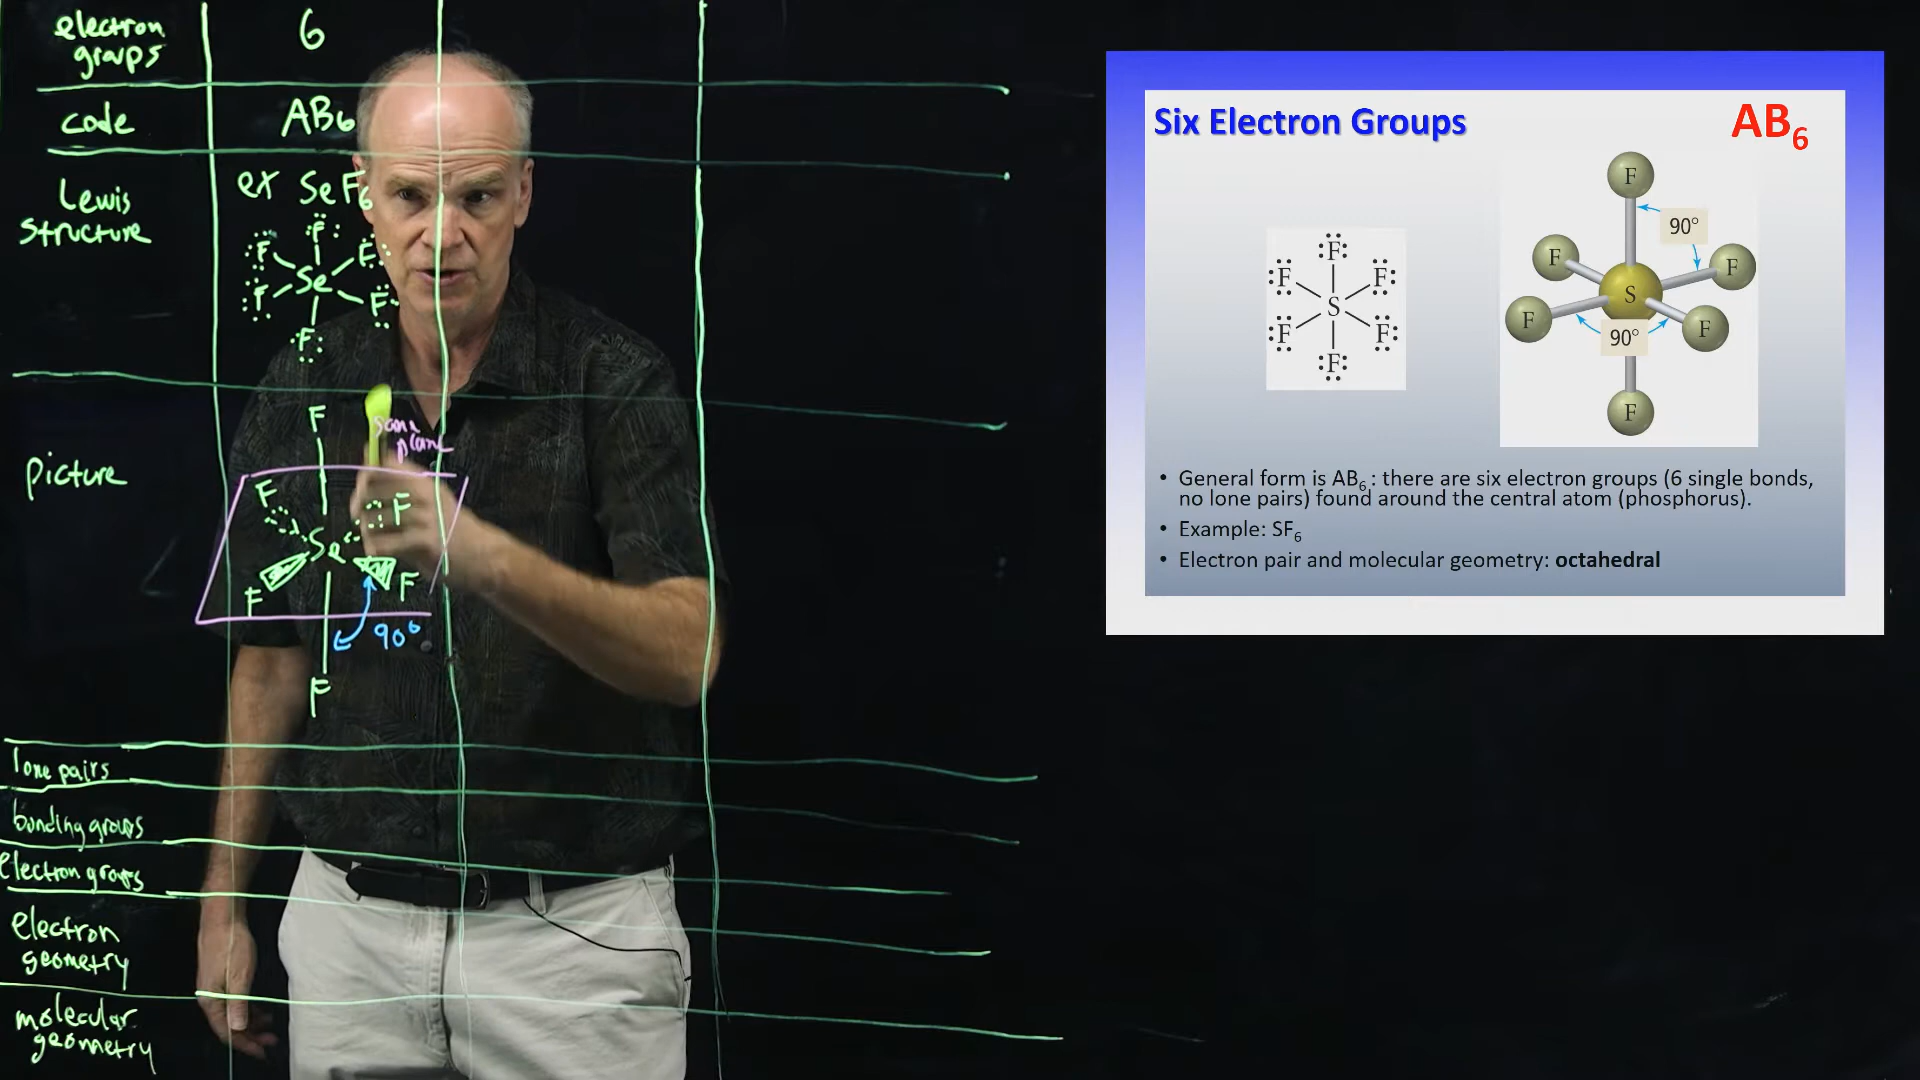 electron
groups
6
code
AB6
Lewis
structure
ex SeF6
F
F F
Se
F F
F
picture
F
same
plane
F F
Se
F F
90°
F
lone pairs
bonding groups
electron groups
electron
geometry
molecular
geometry
Six Electron Groups
AB6
F
F F
S
F F
F
F
90°
F F
S
F F
90°
F
• General form is AB6: there are six electron groups (6 single bonds,
no lone pairs) found around the central atom (phosphorus).
• Example: SF6
• Electron pair and molecular geometry: octahedral